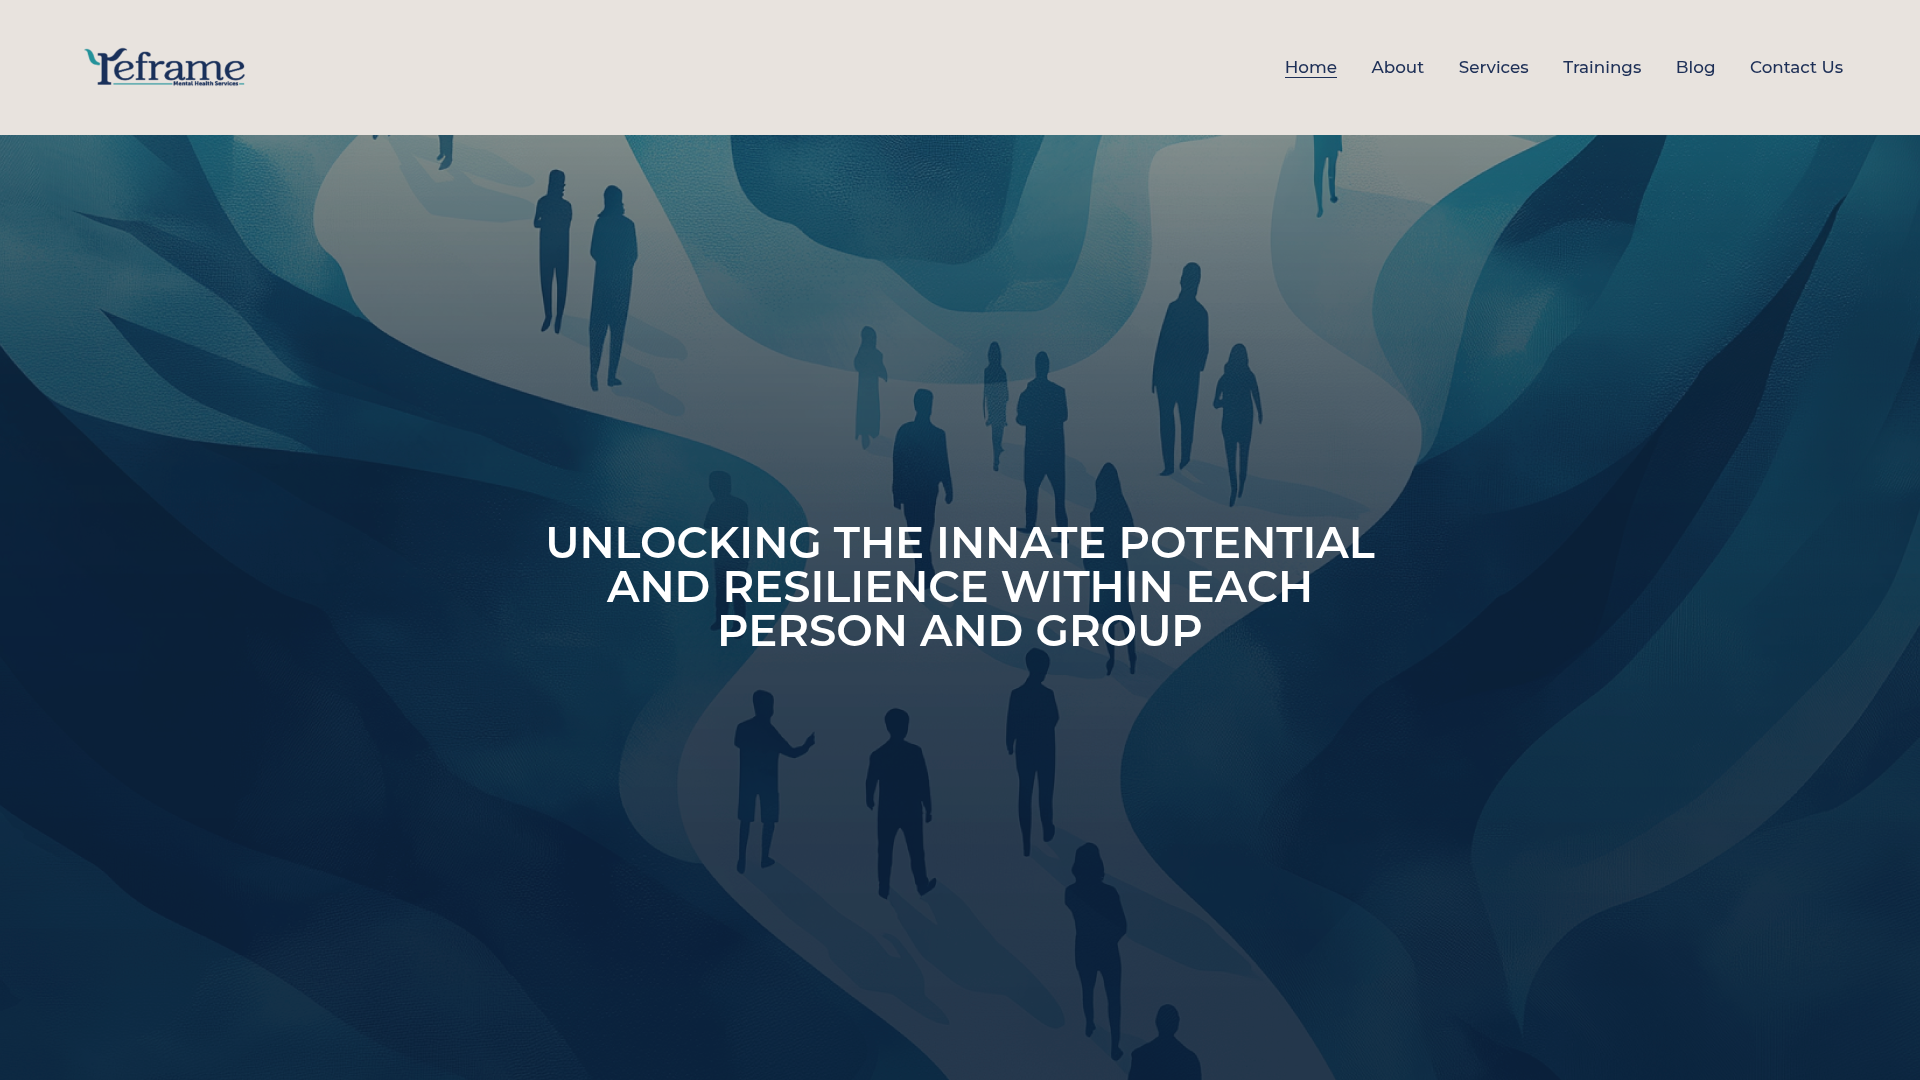 reframe
Mental Health Services
Home About Services Trainings Blog Contact Us
UNLOCKING THE INNATE POTENTIAL
AND RESILIENCE WITHIN EACH
PERSON AND GROUP